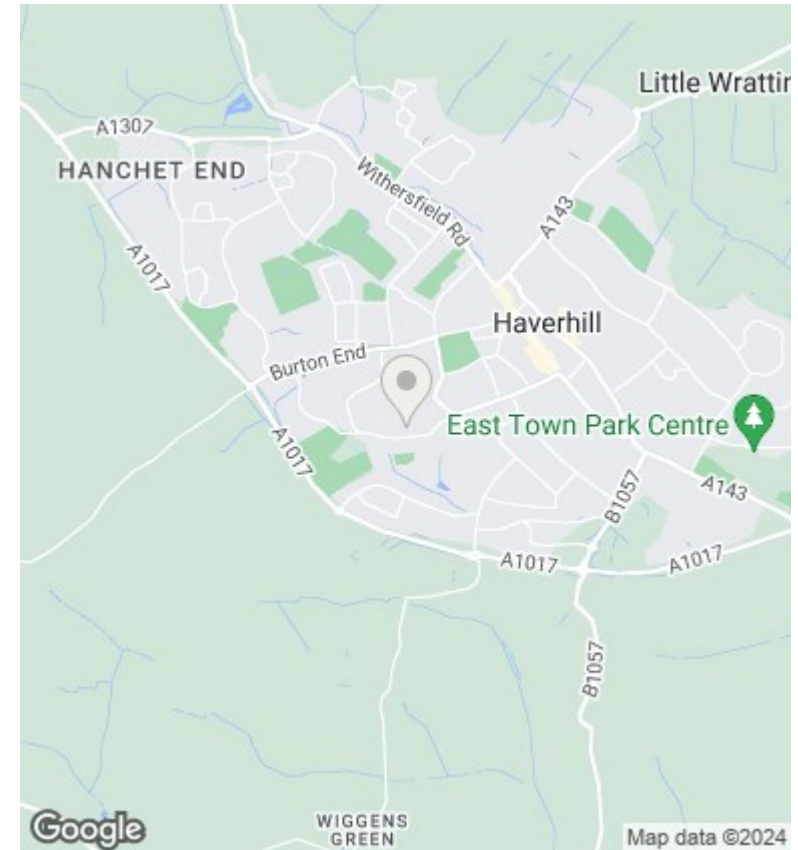 Little Wrattin
A1307
HANCHET END
Withersfield Rd
A143
A1017
Haverhill
Burton End
East Town Park Centre
A1017
A143
B1057
A1017
A1017
B1057
WIGGENS
GREEN
Google
Map data ©2024